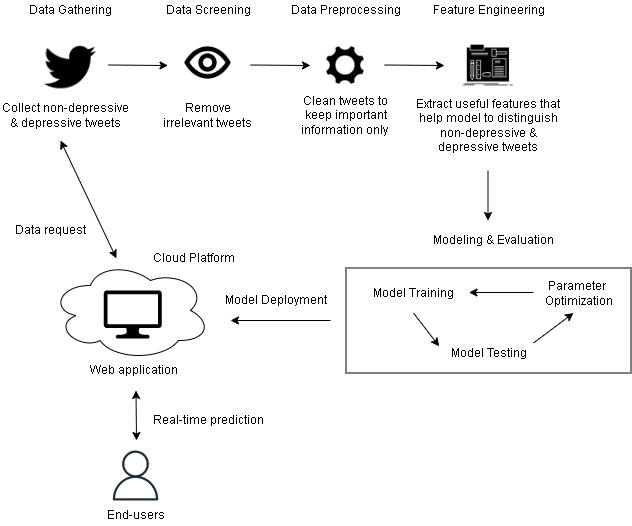 Data Gathering
Data Screening
Data Preprocessing
Feature Engineering
Collect non-depressive
& depressive tweets
Remove
irrelevant tweets
Clean tweets to
keep important
information only
Extract useful features that
help model to distinguish
non-depressive &
depressive tweets
Data request
Modeling & Evaluation
Cloud Platform
Model Deployment
Model Training
Parameter
Optimization
Model Testing
Web application
Real-time prediction
End-users